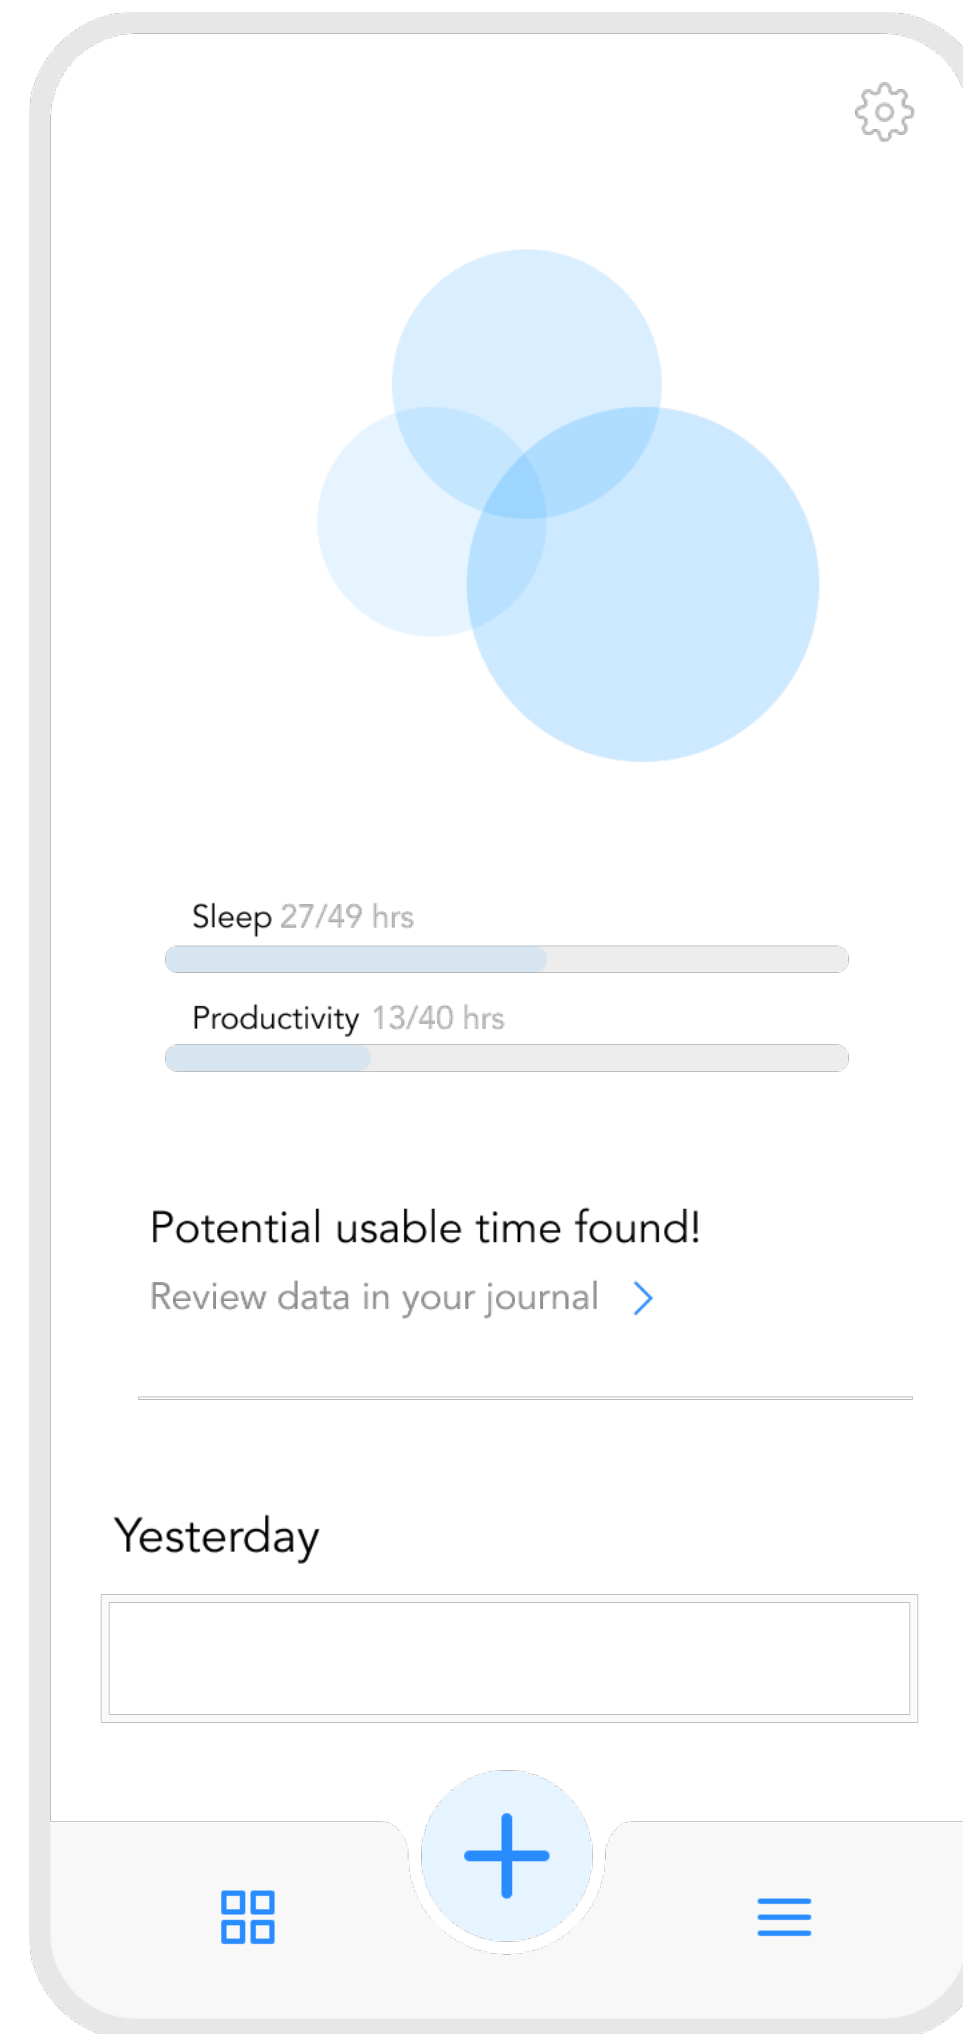 Sleep 27/49 hrs
Productivity 13/40 hrs
Potential usable time found!
Review data in your journal
Yesterday